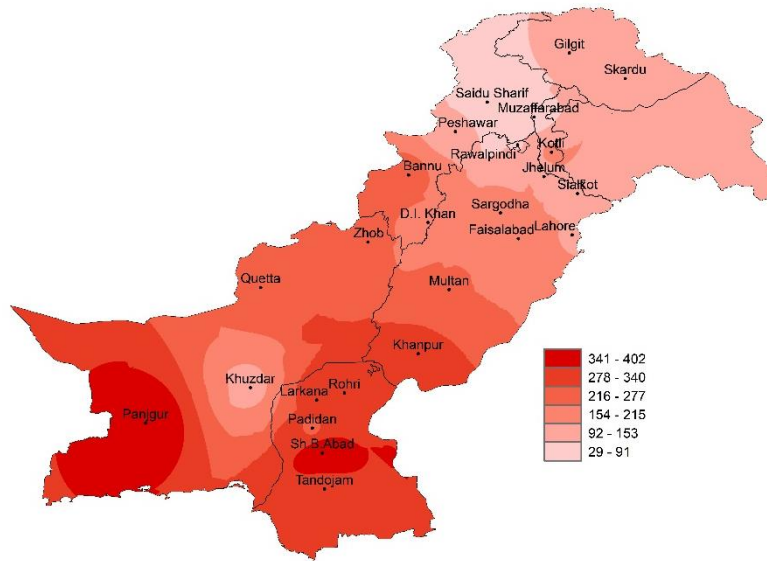 Gilgit
Skardu
Saidu Sharif
Muzaffarabad
Peshawar
Kotli
Rawalpindi
Bannu
Jhelum
Sialkot
Sargodha
D.I. Khan
Lahore
Zhob
Faisalabad
Quetta
Multan
Khanpur
341 - 402
278 - 340
216 - 277
154 - 215
92 - 153
29 - 91
Khuzdar
Rohri
Larkana
Panjgur
Padidan
Sh.B.Abad
Tandojam